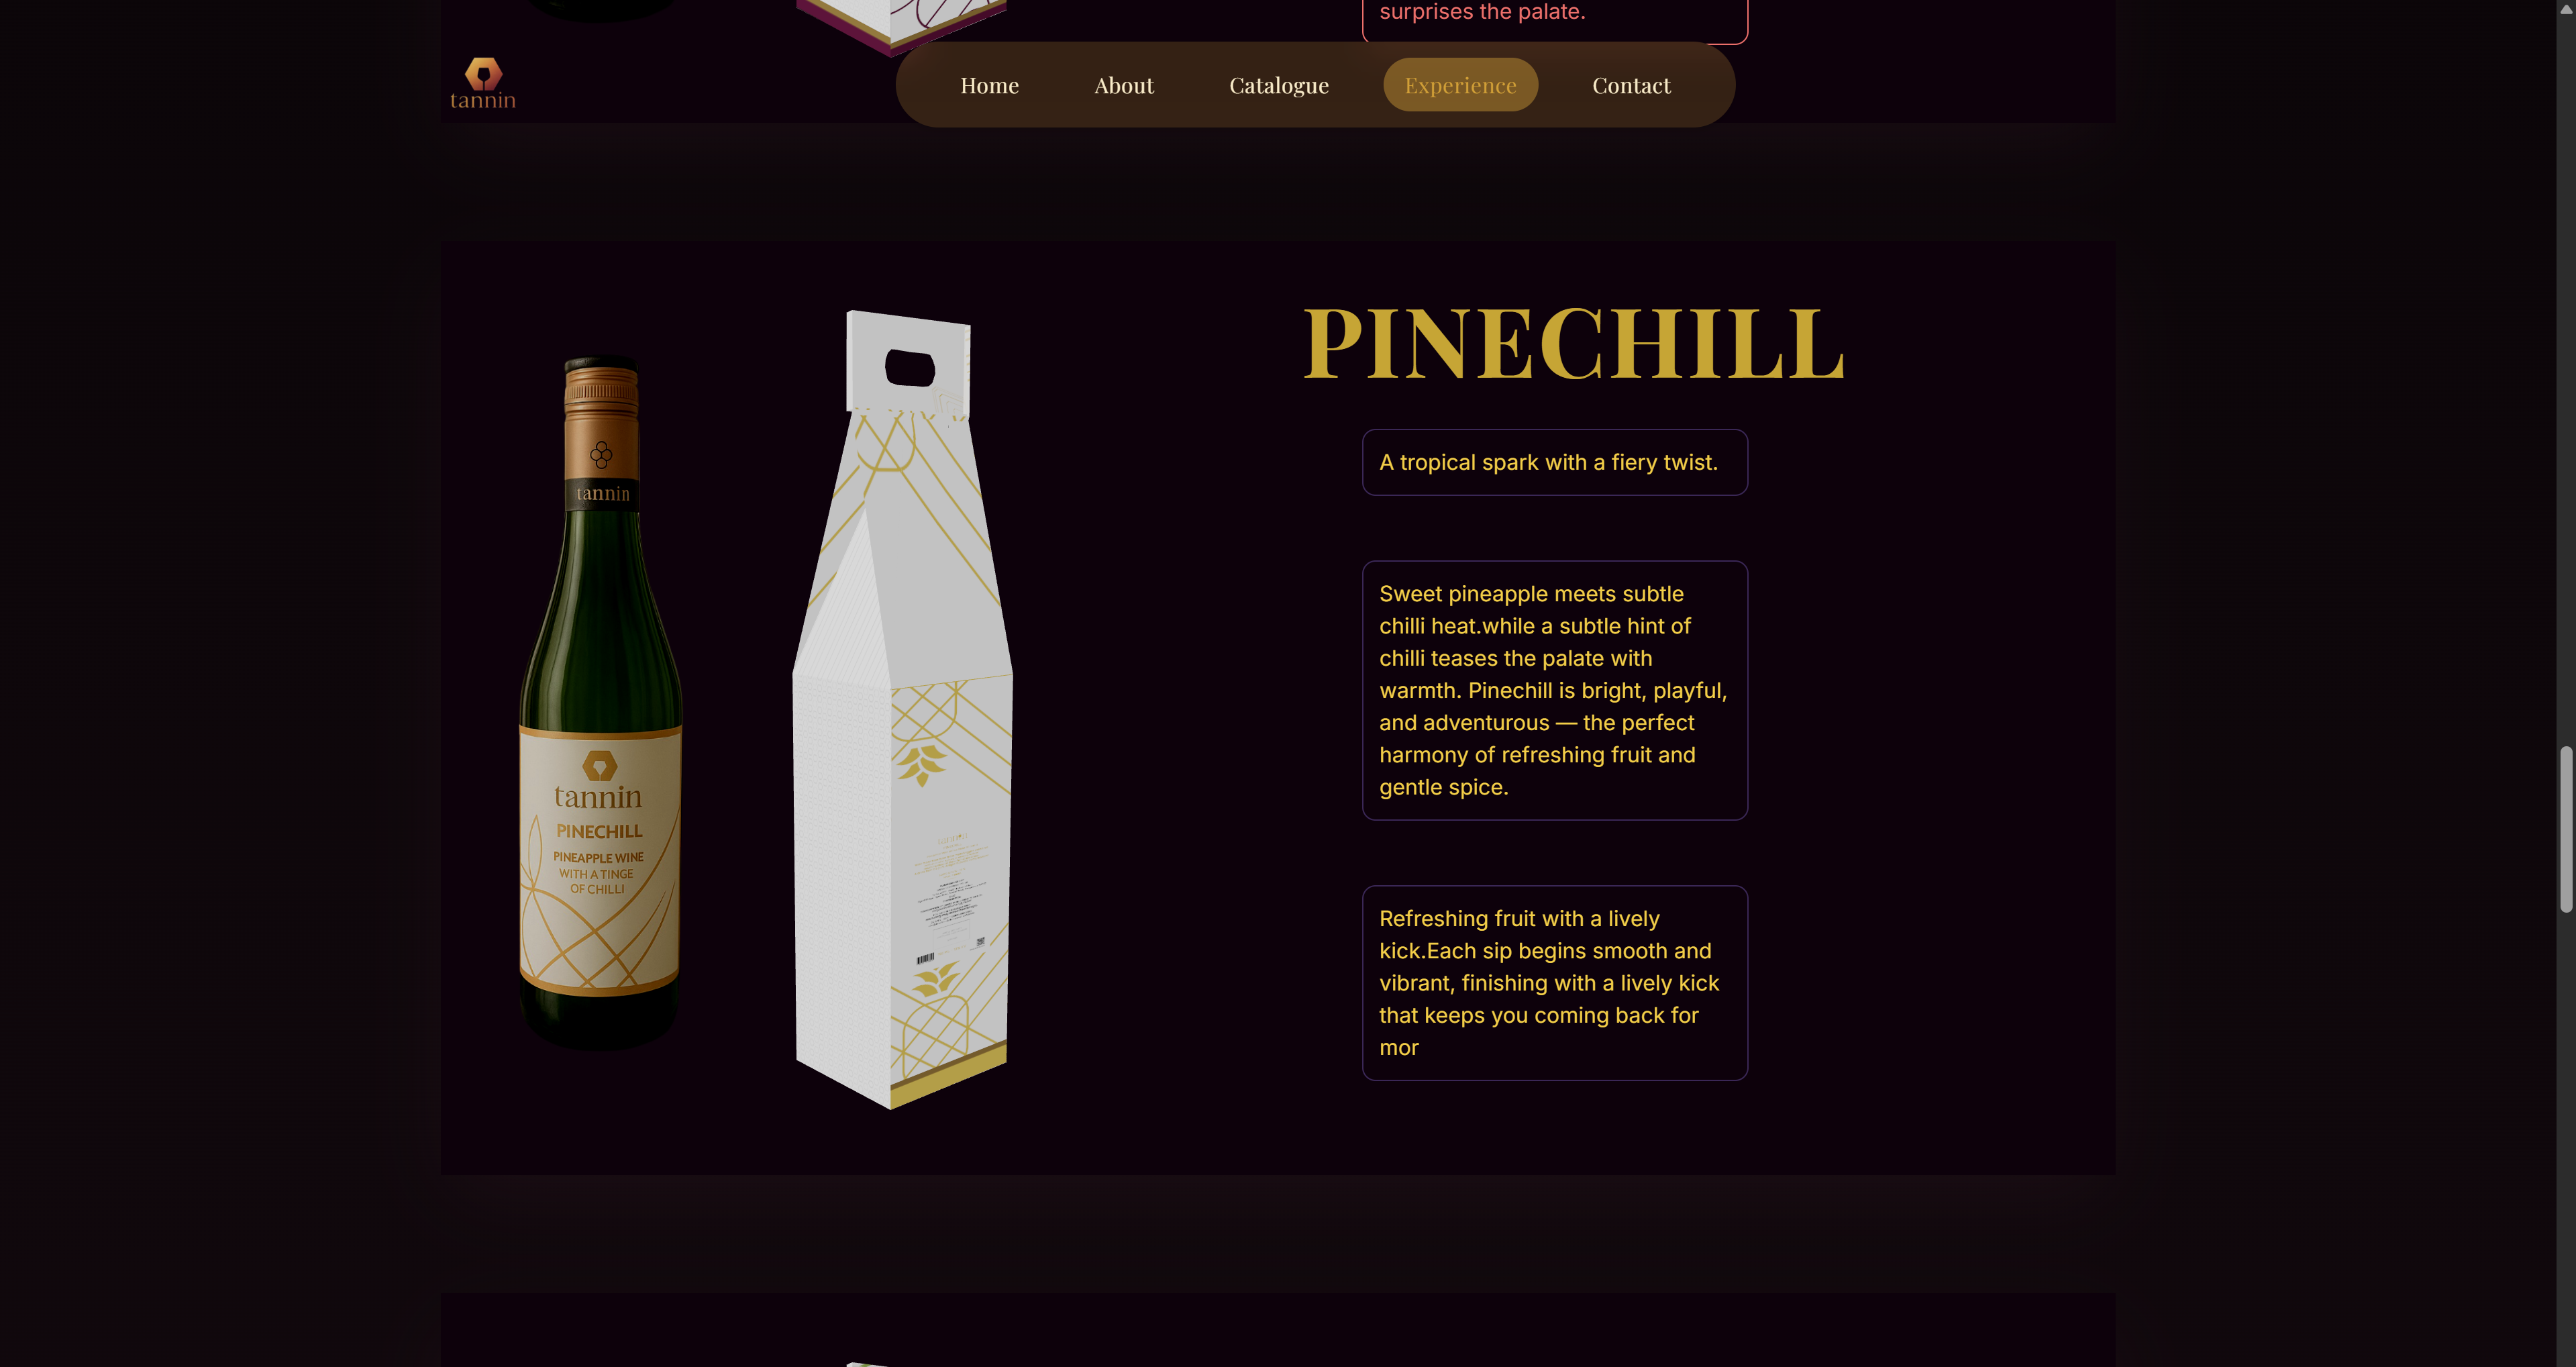 surprises the palate.
tannin
Home
About
Catalogue
Experience
Contact
PINECHILL
A tropical spark with a fiery twist.
Sweet pineapple meets subtle
chilli heat.while a subtle hint of
chilli teases the palate with
warmth. Pinechill is bright, playful,
and adventurous — the perfect
harmony of refreshing fruit and
gentle spice.
Refreshing fruit with a lively
kick.Each sip begins smooth and
vibrant, finishing with a lively kick
that keeps you coming back for
mor
tannin
tannin
PINECHILL
PINEAPPLE WINE
WITH A TINGE
OF CHILLI